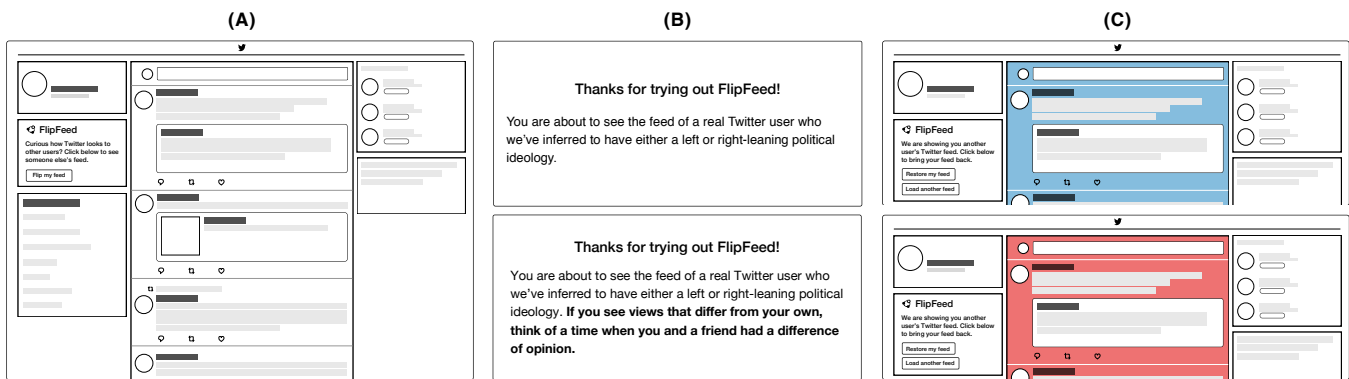 (A)
FlipFeed
Curious how Twitter looks to
other users? Click below to see
someone else's feed.
Flip my feed
(B)
Thanks for trying out FlipFeed!
You are about to see the feed of a real Twitter user who
we've inferred to have either a left or right-leaning political
ideology.
Thanks for trying out FlipFeed!
You are about to see the feed of a real Twitter user who
we've inferred to have either a left or right-leaning political
ideology. If you see views that differ from your own,
think of a time when you and a friend had a difference
of opinion.
(C)
FlipFeed
We are showing you another
user's Twitter feed. Click below
to bring your feed back.
Restore my feed
Load another feed
FlipFeed
We are showing you another
user's Twitter feed. Click below
to bring your feed back.
Restore my feed
Load another feed